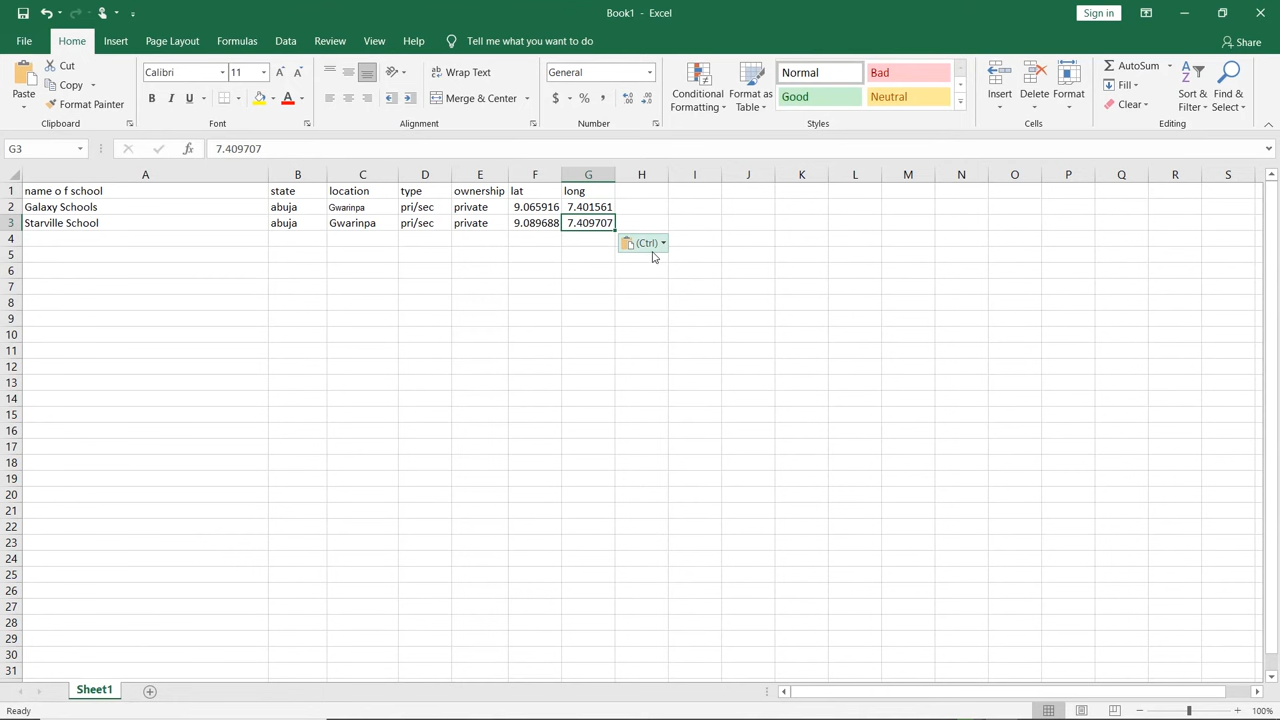 Book1 - Excel
Sign in
File Home Insert Page Layout Formulas Data Review View Help Tell me what you want to do Share
Paste Cut Copy Format Painter Clipboard
Calibri 11 A A B I U A Font
ab Wrap Text Merge & Center Alignment
General $ % , Number
Conditional Formatting Format as Table Normal Bad Good Neutral Styles
Insert Delete Format Cells
AutoSum Fill Clear Sort & Filter Find & Select Editing
G3 fx 7.409707
A B C D E F G H I J K L M N O P Q R S
1 name o f school state location type ownership lat long
2 Galaxy Schools abuja Gwarinpa pri/sec private 9.065916 7.401561
3 Starville School abuja Gwarinpa pri/sec private 9.089688 7.409707
4 (Ctrl)
5
6
7
8
9
10
11
12
13
14
15
16
17
18
19
20
21
22
23
24
25
26
27
28
29
30
31
Sheet1
Ready 100%